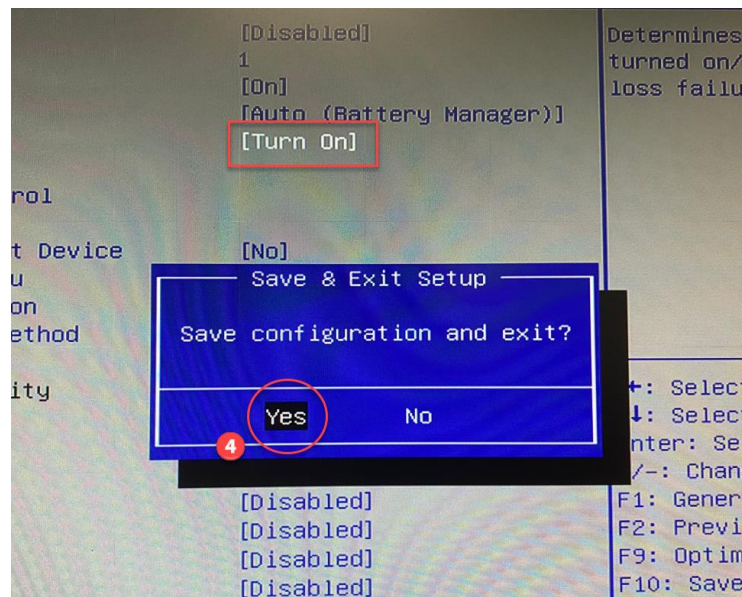 [Disabled]
1
[On]
[Auto (Battery Manager)]
[Turn On]
rol
t Device [No]
u
on
ethod
ity
Determines
turned on/
loss failu
Save & Exit Setup
Save configuration and exit?
Yes No
4
[Disabled]
[Disabled]
[Disabled]
[Disabled]
←: Selec
↓: Selec
nter: Se
/-: Chan
F1: Gener
F2: Previ
F9: Optim
F10: Save